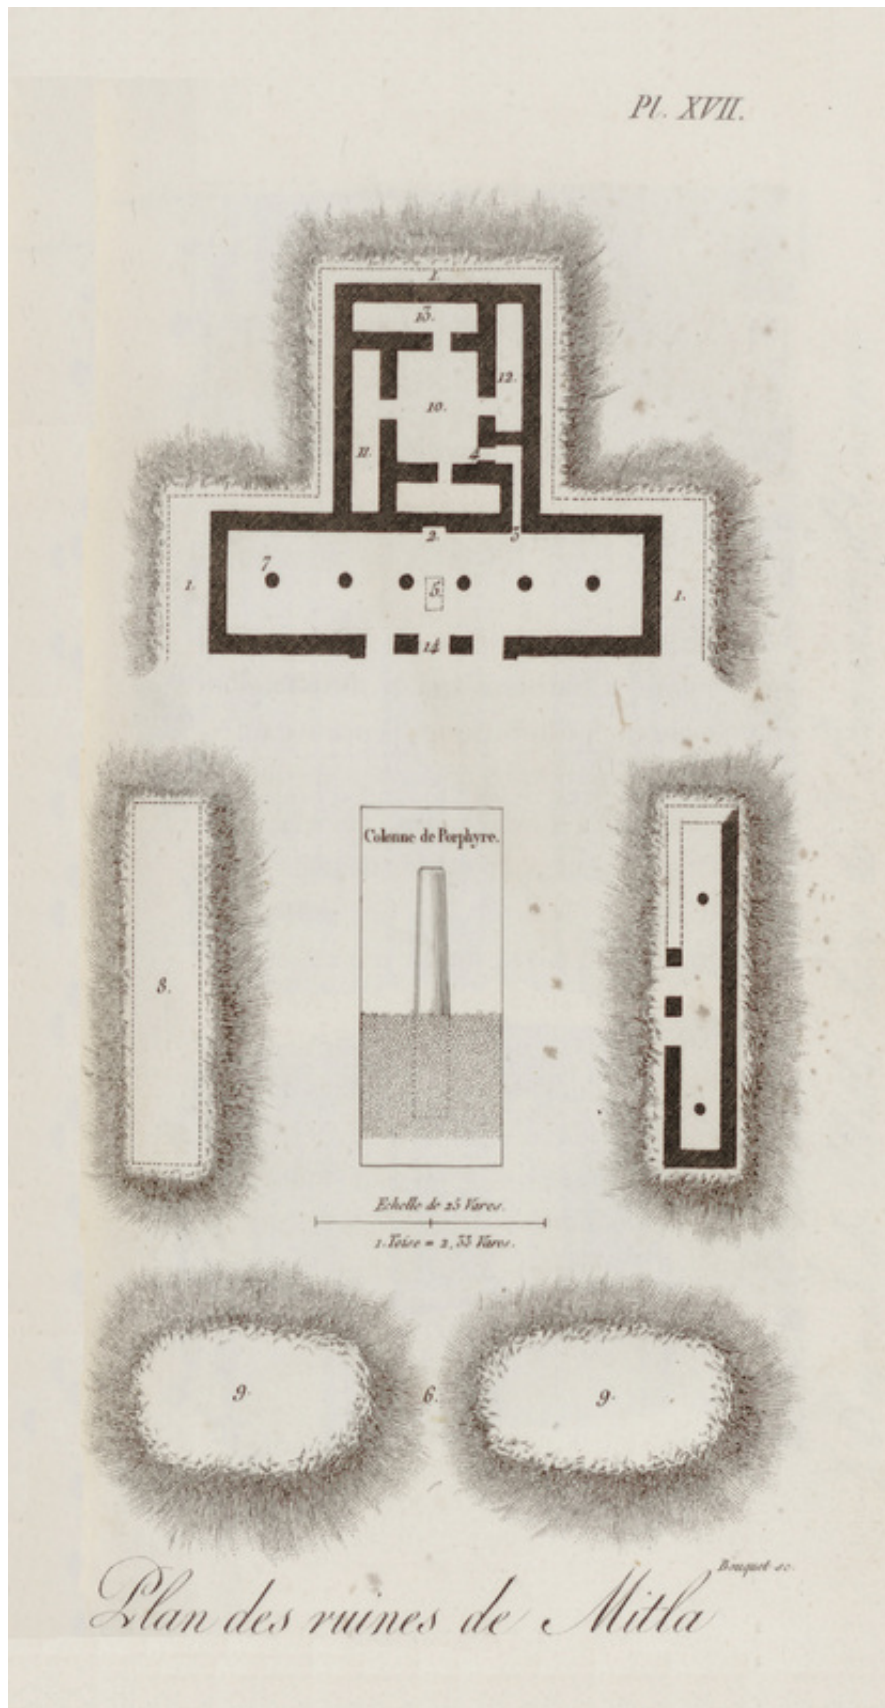 Pl. XVII.
1.
13.
12.
10.
11.
4
2.
3
7
1.
5.
1.
14
Colonne de Porphyre.
8.
Echelle de 25 Vares.
1. Toise = 2,33 Vares.
9.
6.
9.
Bouquet sc.
Plan des ruines de Mitla